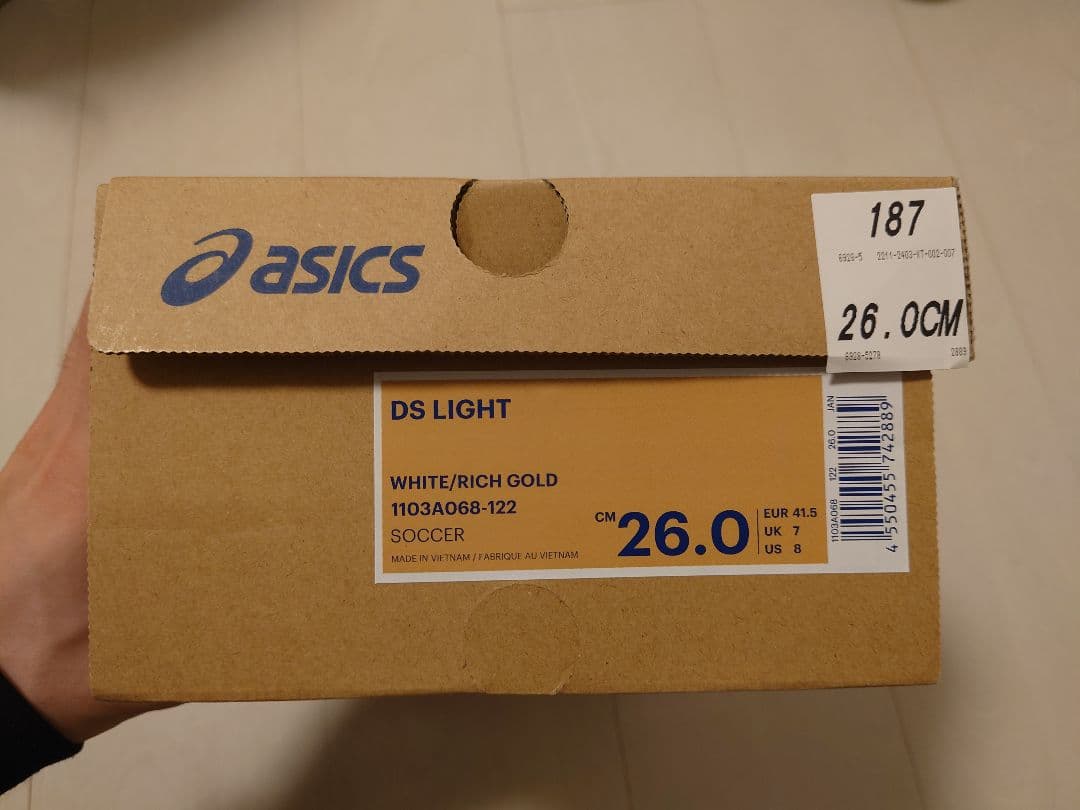 asics
187
6928-5 2211-2403-KT-002-007
26.0CM
6928-5278 2889
DS LIGHT
WHITE/RICH GOLD
1103A068-122
SOCCER
MADE IN VIETNAM / FABRIQUE AU VIETNAM
CM 26.0
EUR 41.5
UK 7
US 8
1103A068 122 26.0 JAN
4 550455 742889